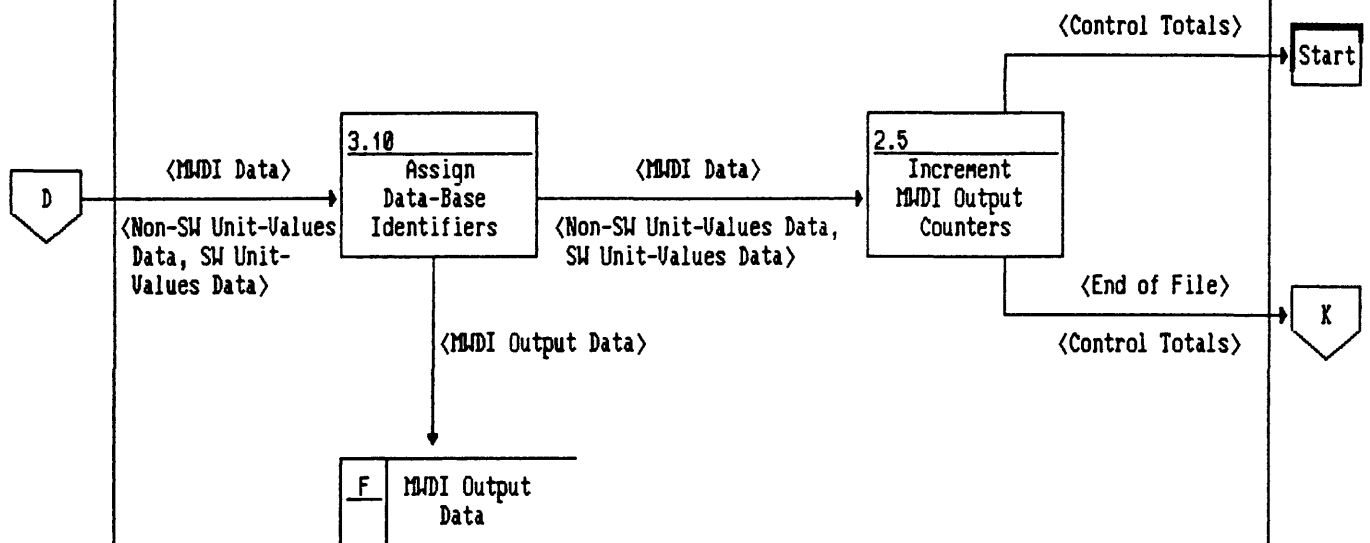 〈Control Totals〉
Start
3.10
Assign
Data-Base
Identifiers
2.5
Increment
MWDI Output
Counters
D
〈MWDI Data〉
〈Non-SW Unit-Values
Data, SW Unit-
Values Data〉
〈MWDI Data〉
〈Non-SW Unit-Values Data,
SW Unit-Values Data〉
〈End of File〉
K
〈Control Totals〉
〈MWDI Output Data〉
F
MWDI Output
Data